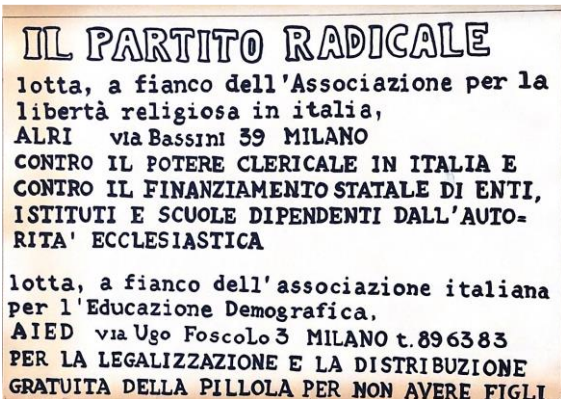 IL PARTITO RADICALE
lotta, a fianco dell'Associazione per la
libertà religiosa in italia,
ALRI via Bassini 39 MILANO
CONTRO IL POTERE CLERICALE IN ITALIA E
CONTRO IL FINANZIAMENTO STATALE DI ENTI,
ISTITUTI E SCUOLE DIPENDENTI DALL'AUTO=
RITA' ECCLESIASTICA
lotta, a fianco dell'associazione italiana
per l'Educazione Demografica,
AIED via Ugo Foscolo 3 MILANO t. 896383
PER LA LEGALIZZAZIONE E LA DISTRIBUZIONE
GRATUITA DELLA PILLOLA PER NON AVERE FIGLI